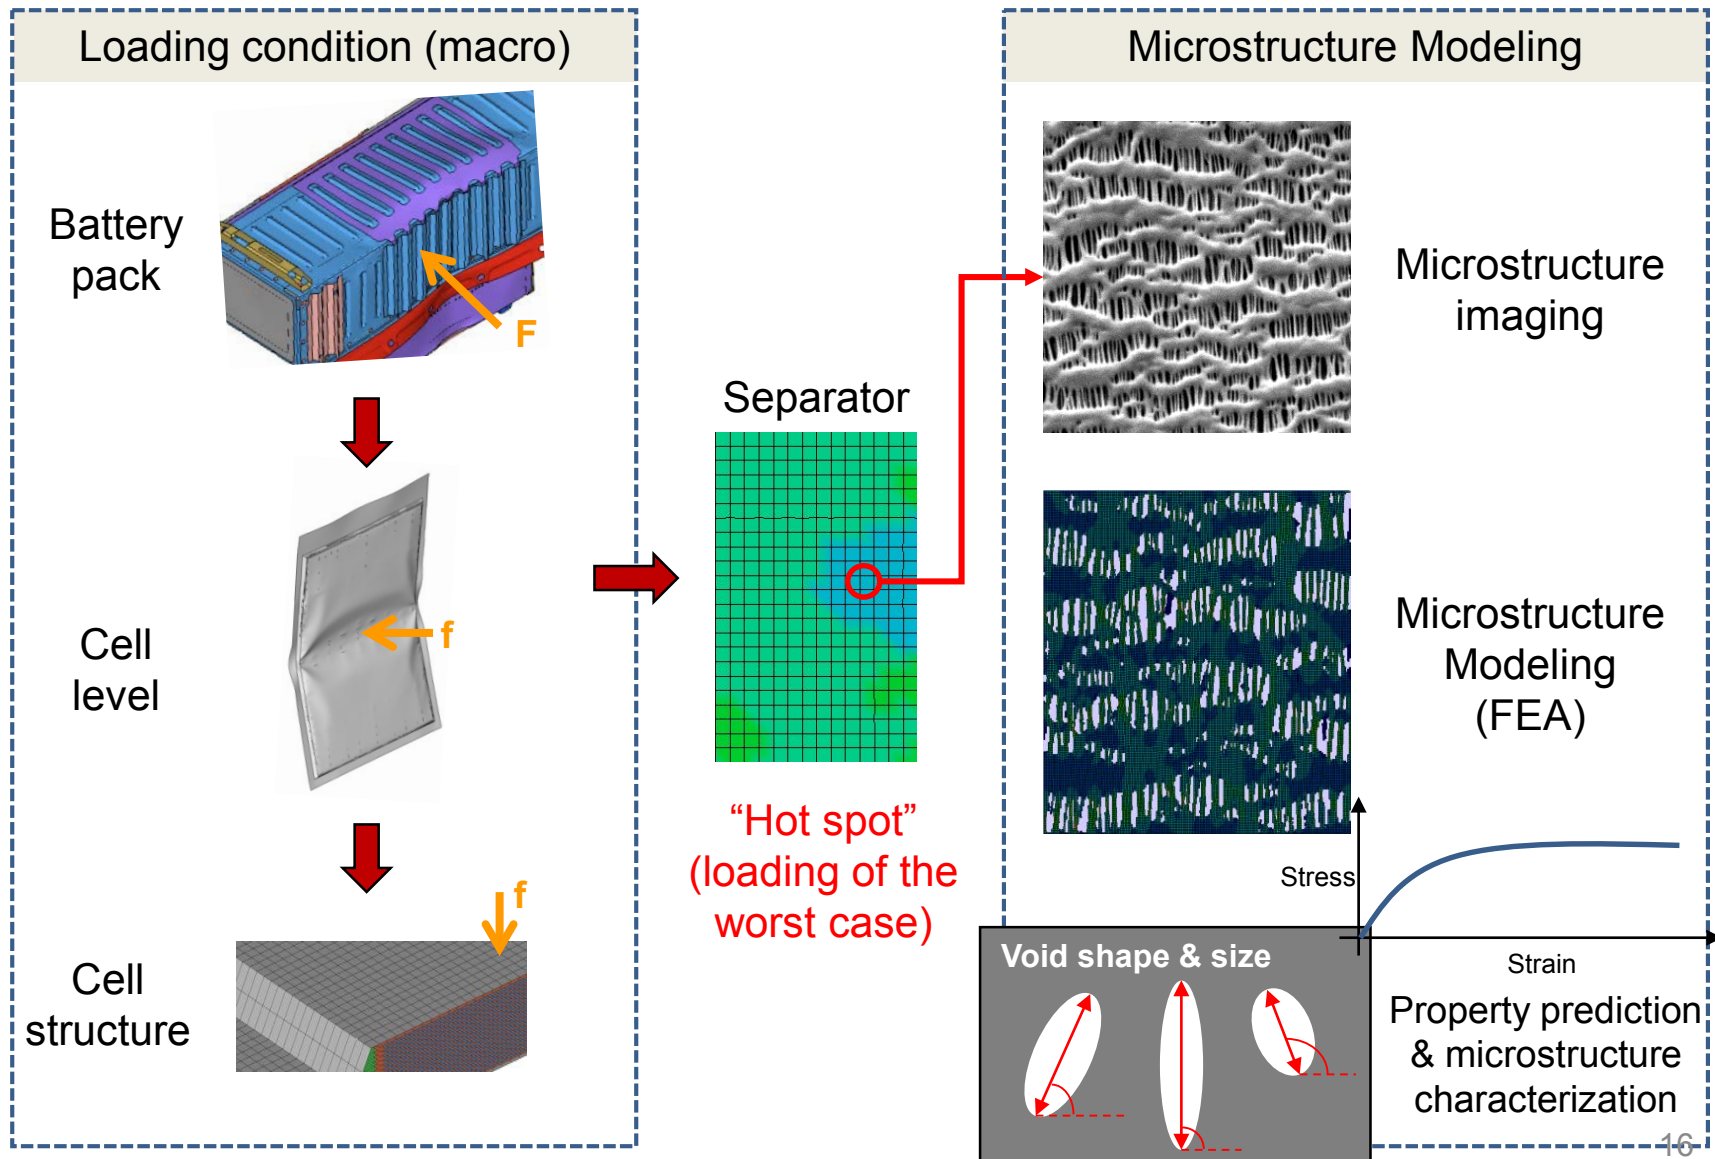 Loading condition (macro)
Battery
pack
F
Cell
level
f
Cell
structure
f
Separator
“Hot spot”
(loading of the
worst case)
Microstructure Modeling
Microstructure
imaging
Microstructure
Modeling
(FEA)
Stress
Strain
Void shape & size
Property prediction
& microstructure
characterization
16